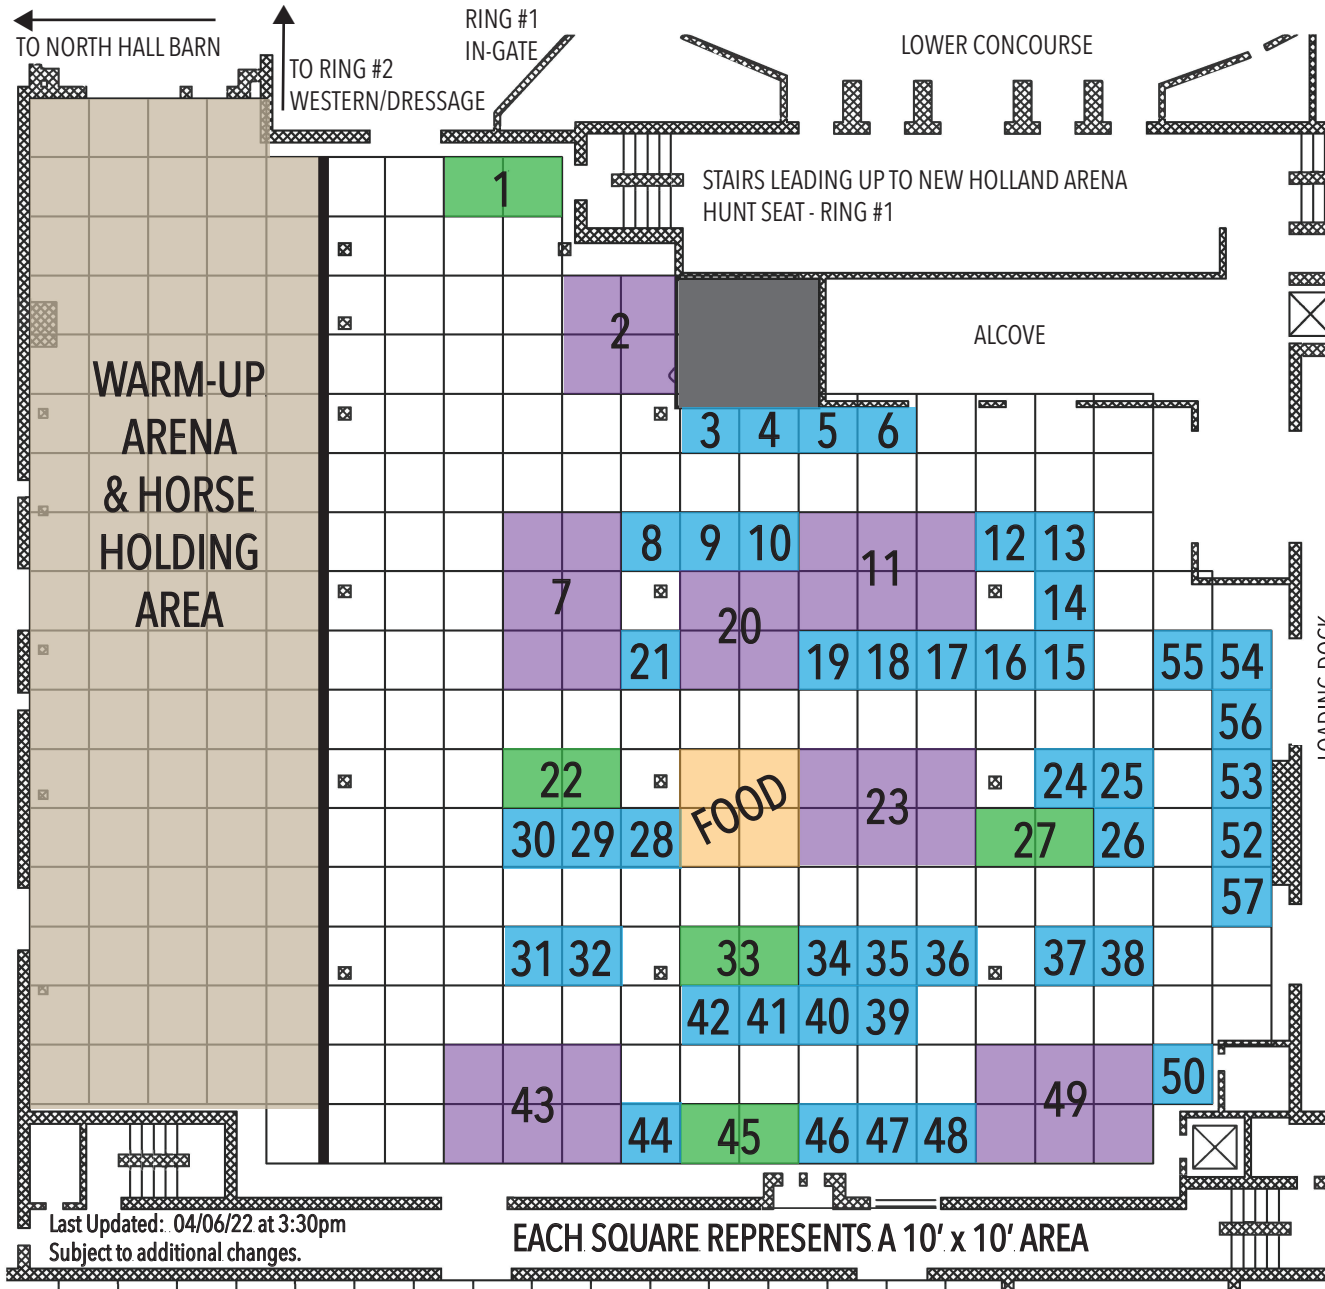 TO NORTH HALL BARN
TO RING #2
WESTERN/DRESSAGE
RING #1
IN-GATE
LOWER CONCOURSE
STAIRS LEADING UP TO NEW HOLLAND ARENA
HUNT SEAT - RING #1
ALCOVE
WARM-UP
ARENA
& HORSE
HOLDING
AREA
1
2
3 4 5 6
7
8 9 10
11
12 13
14
20
21
19 18 17 16 15
55 54
56
22
FOOD
23
24 25
53
30 29 28
27
26
52
57
31 32
33
34 35 36
37 38
42 41 40 39
43
44
45
46 47 48
49
50
LOADING DOCK
Last Updated: 04/06/22 at 3:30pm
Subject to additional changes.
EACH SQUARE REPRESENTS A 10' x 10' AREA